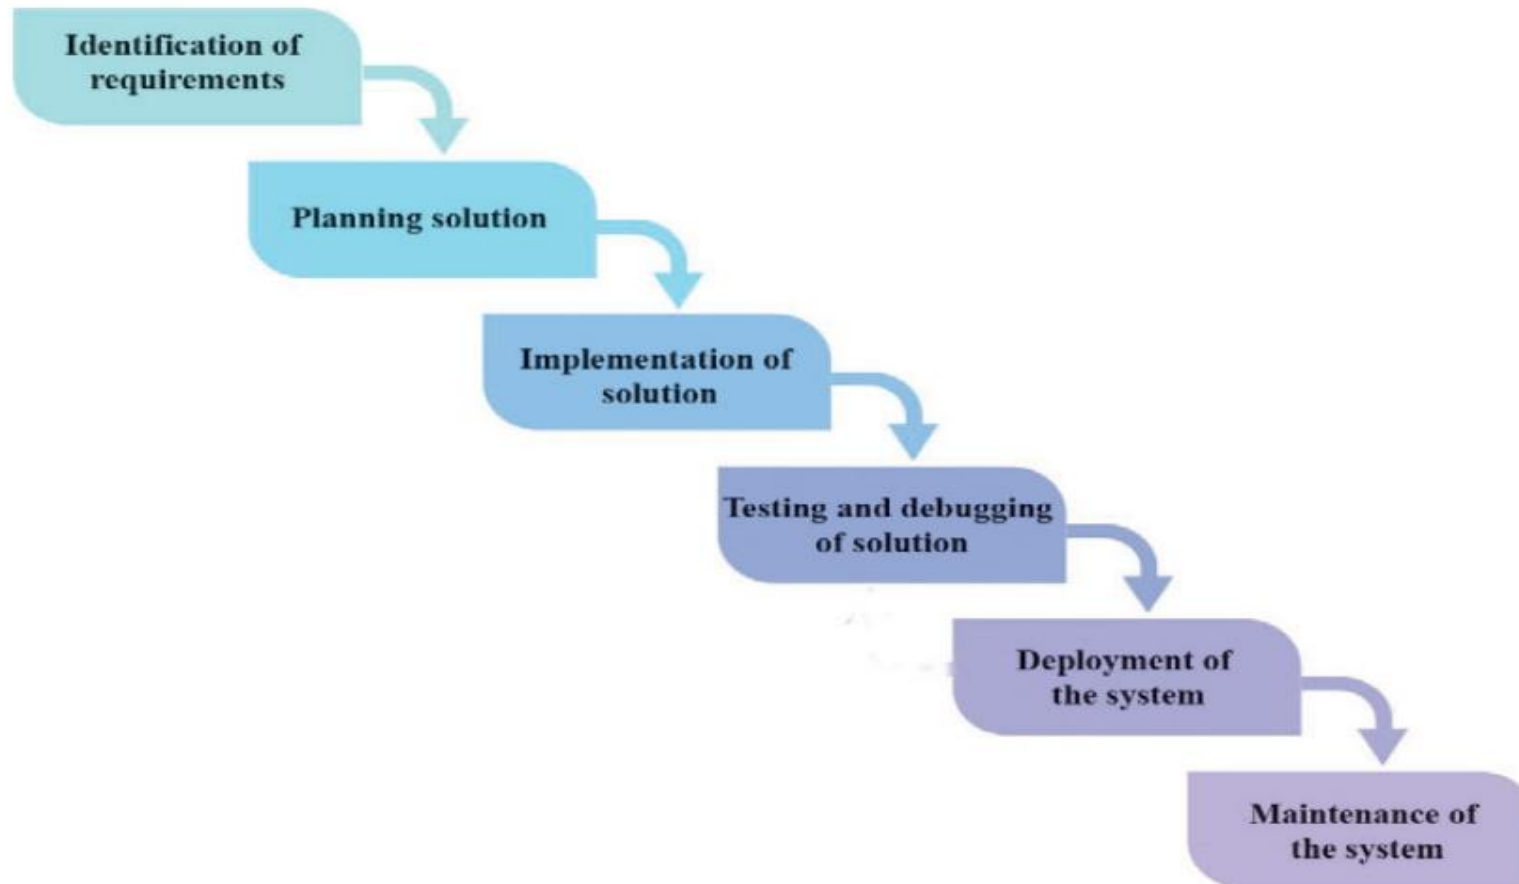 Identification of
requirements
Planning solution
Implementation of
solution
Testing and debugging
of solution
Deployment of
the system
Maintenance of
the system